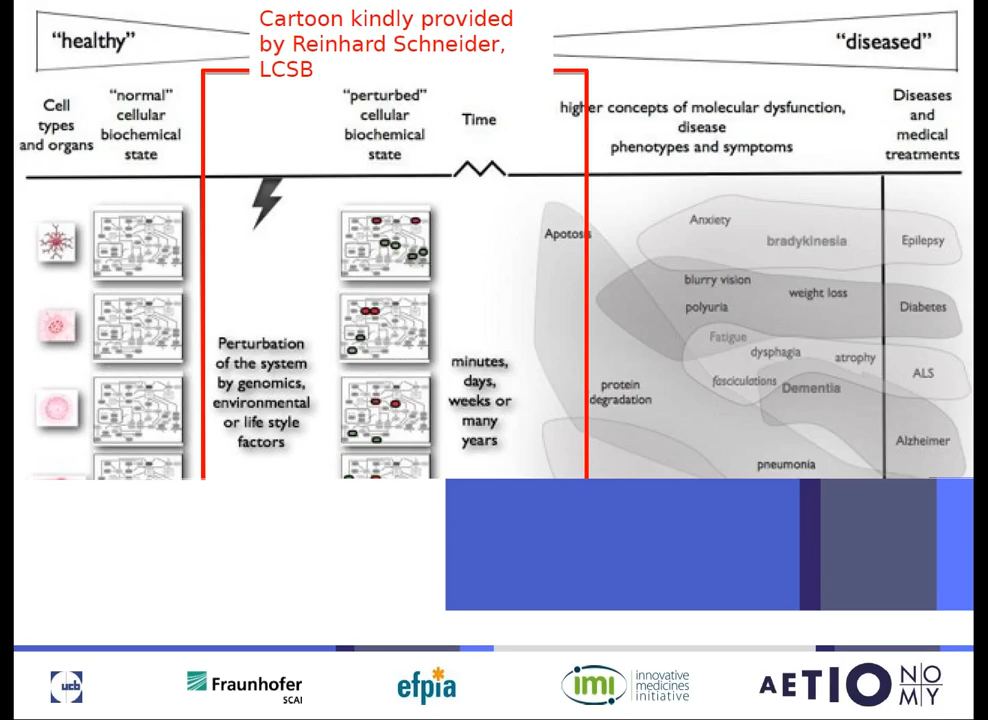 Cartoon kindly provided
by Reinhard Schneider,
LCSB
“healthy”
“diseased”
Cell
types
and organs
“normal”
cellular
biochemical
state
“perturbed”
cellular
biochemical
state
Time
higher concepts of molecular dysfunction,
disease
phenotypes and symptoms
Diseases
and
medical
treatments
Perturbation
of the system
by genomics,
environmental
or life style
factors
minutes,
days,
weeks or
many
years
Apotosis
protein
degradation
Anxiety
bradykinesia
Epilepsy
blurry vision
weight loss
polyuria
Diabetes
Fatigue
dysphagia
atrophy
fasciculations
Dementia
ALS
Alzheimer
pneumonia
ucb
Fraunhofer
SCAI
efpia
imi
innovative
medicines
initiative
AETIONOMY